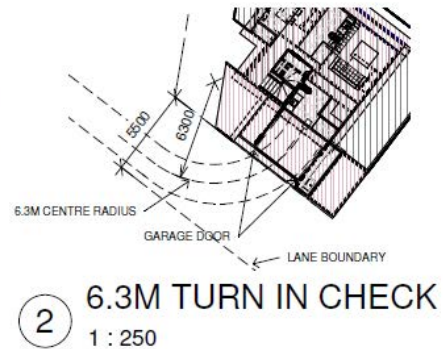 5500
6300
6.3M CENTRE RADIUS
GARAGE DOOR
LANE BOUNDARY
2
6.3M TURN IN CHECK
1 : 250